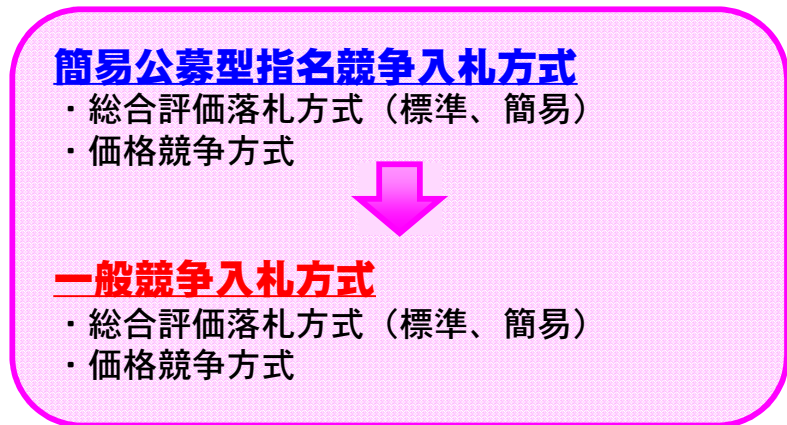 簡易公募型指名競争入札方式
・総合評価落札方式（標準、簡易）
・価格競争方式
一般競争入札方式
・総合評価落札方式（標準、簡易）
・価格競争方式